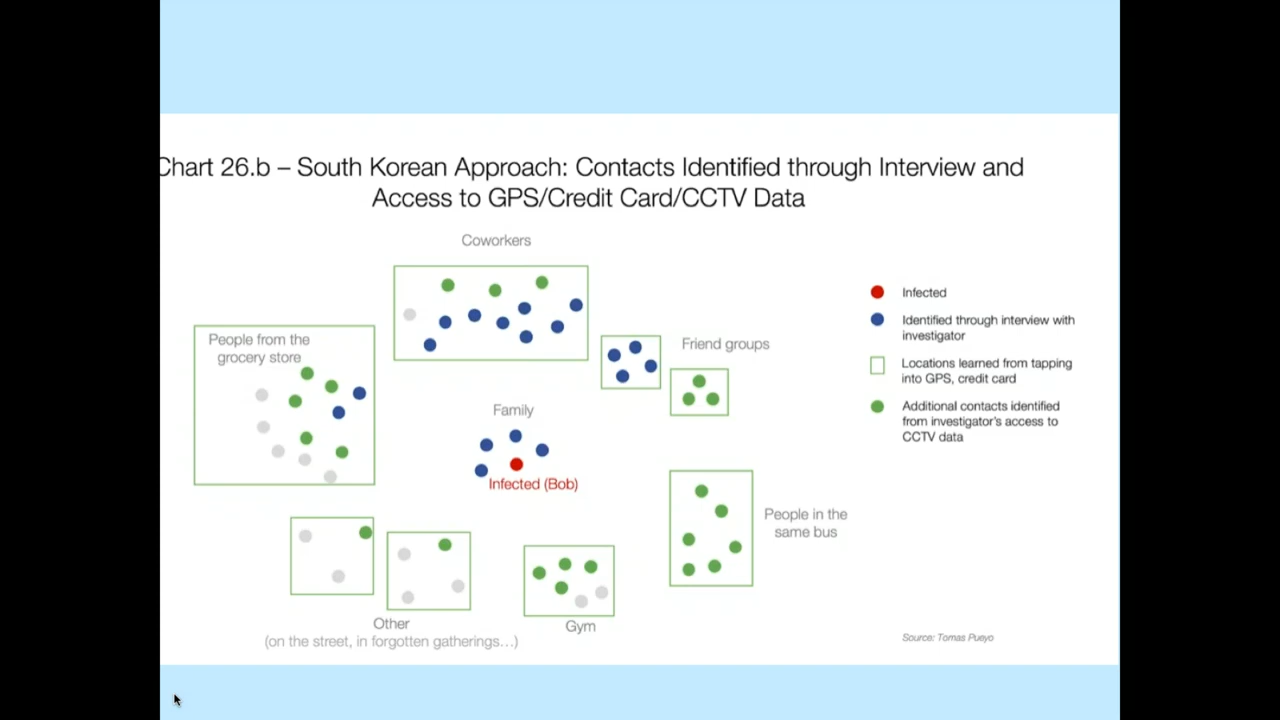 Chart 26.b – South Korean Approach: Contacts Identified through Interview and
Access to GPS/Credit Card/CCTV Data
Coworkers
People from the
grocery store
Friend groups
Family
Infected (Bob)
People in the
same bus
Other
(on the street, in forgotten gatherings...)
Gym
Infected
Identified through interview with
investigator
Locations learned from tapping
into GPS, credit card
Additional contacts identified
from investigator's access to
CCTV data
Source: Tomas Pueyo